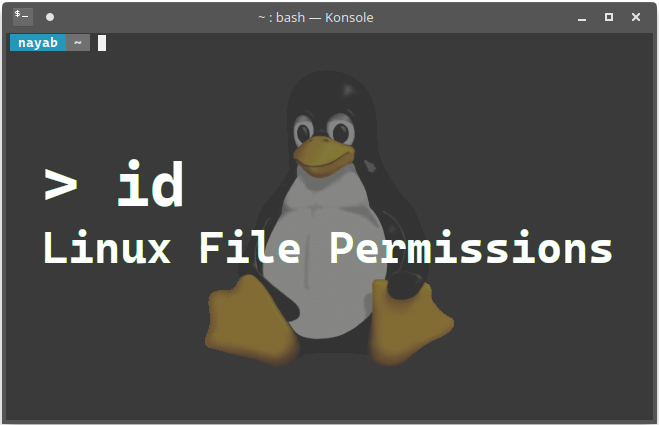 ~ : bash — Konsole
nayab ~
> id
Linux File Permissions